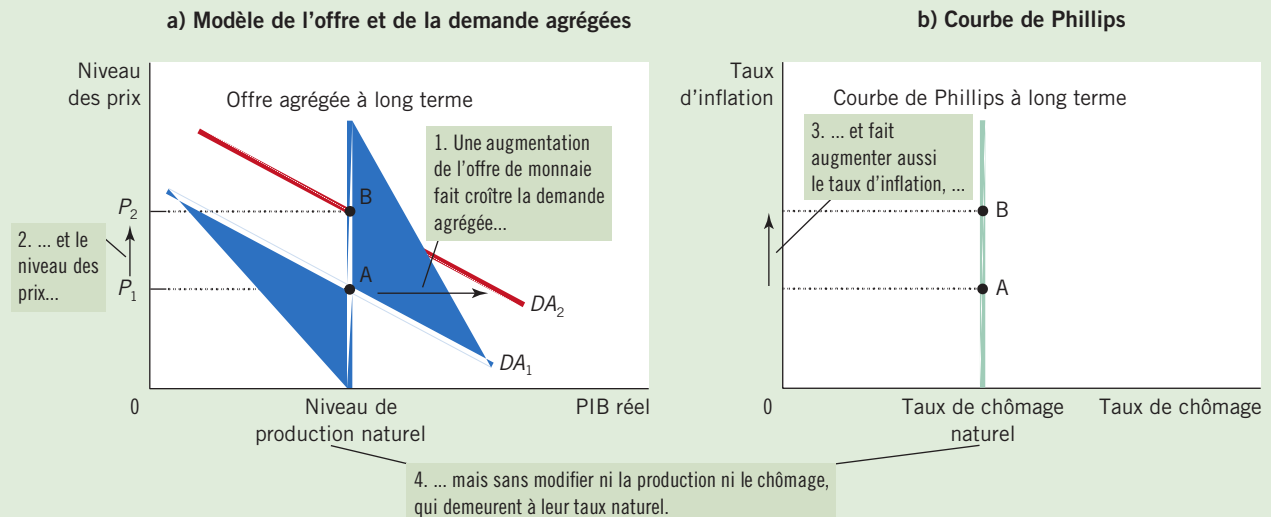 a) Modèle de l'offre et de la demande agrégées
Niveau
des prix
Offre agrégée à long terme
1. Une augmentation
de l'offre de monnaie
fait croître la demande
agrégée...
P2
B
2. ... et le
niveau des
prix...
P1
A
DA2
DA1
0
Niveau de
production naturel
PIB réel
b) Courbe de Phillips
Taux
d'inflation
Courbe de Phillips à long terme
3. ... et fait
augmenter aussi
le taux d'inflation, ...
B
A
0
Taux de chômage
naturel
Taux de chômage
4. ... mais sans modifier ni la production ni le chômage,
qui demeurent à leur taux naturel.